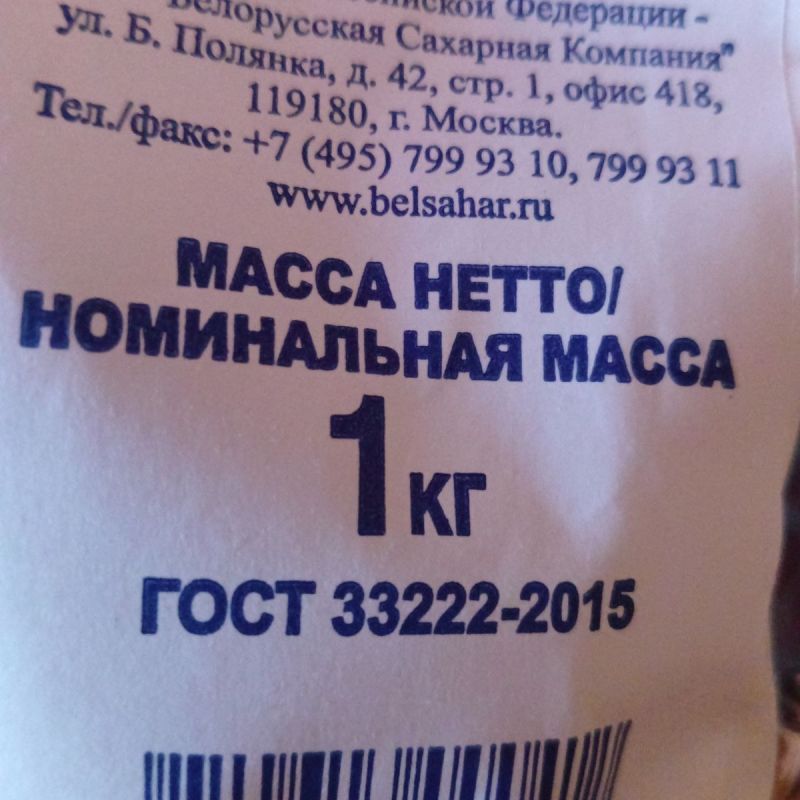 Федерации -
"Белорусская Сахарная Компания"
ул. Б. Полянка, д. 42, стр. 1, офис 418,
119180, г. Москва.
Тел./факс: +7 (495) 799 93 10, 799 93 11
www.belsahar.ru
МАССА НЕТТО/
НОМИНАЛЬНАЯ МАССА
1 КГ
ГОСТ 33222-2015